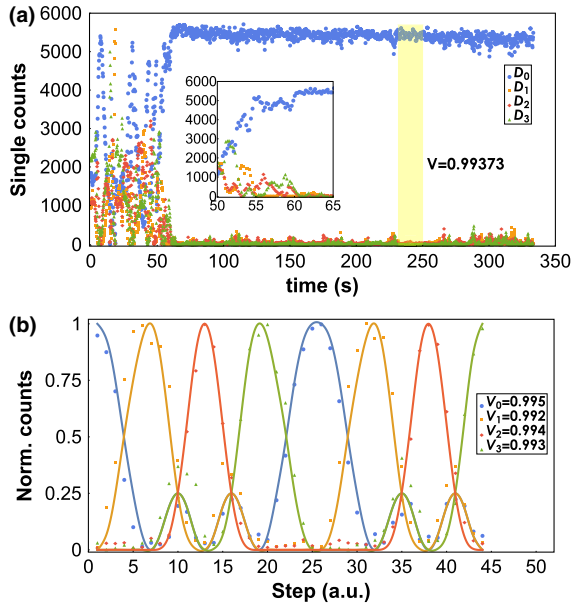 (a)
6000
5000
4000
3000
2000
1000
0
Single counts
6000
5000
4000
3000
2000
1000
0
50 55 60 65
D0
D1
D2
D3
V=0.99373
0 50 100 150 200 250 300 350
time (s)
(b)
1
0.75
0.5
0.25
0
Norm. counts
V0=0.995
V1=0.992
V2=0.994
V3=0.993
0 5 10 15 20 25 30 35 40 45 50
Step (a.u.)